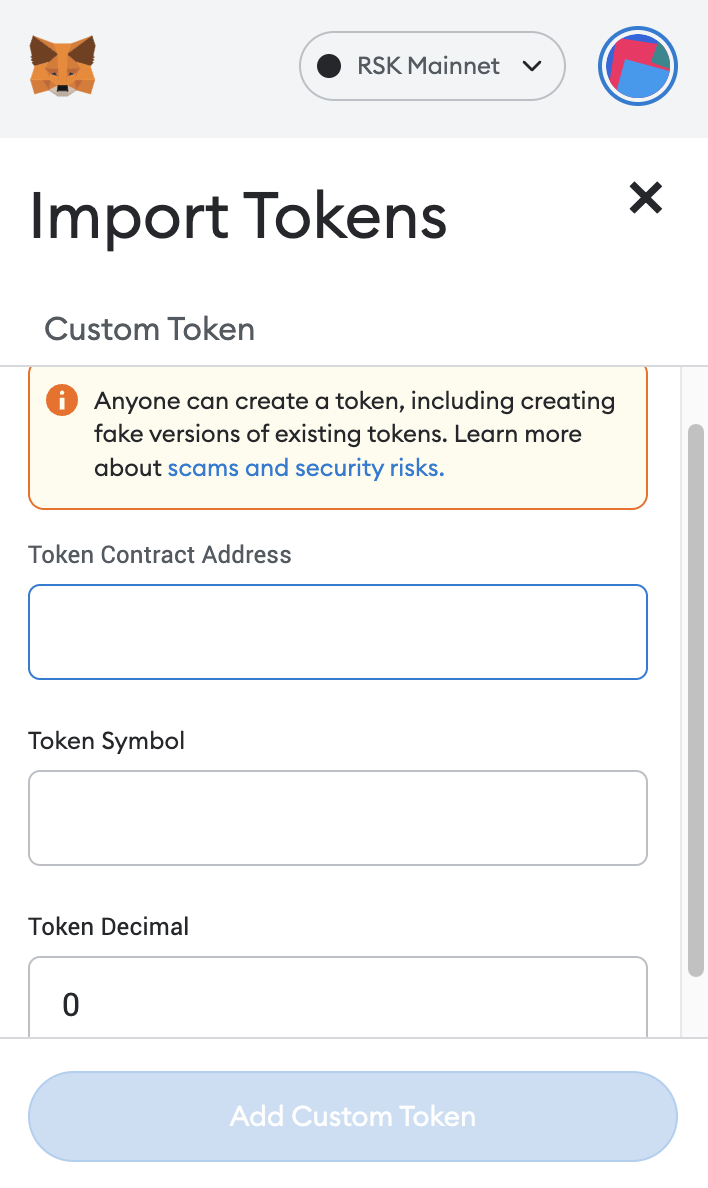 RSK Mainnet
Import Tokens
Custom Token
Anyone can create a token, including creating
fake versions of existing tokens. Learn more
about scams and security risks.
Token Contract Address
Token Symbol
Token Decimal
0
Add Custom Token